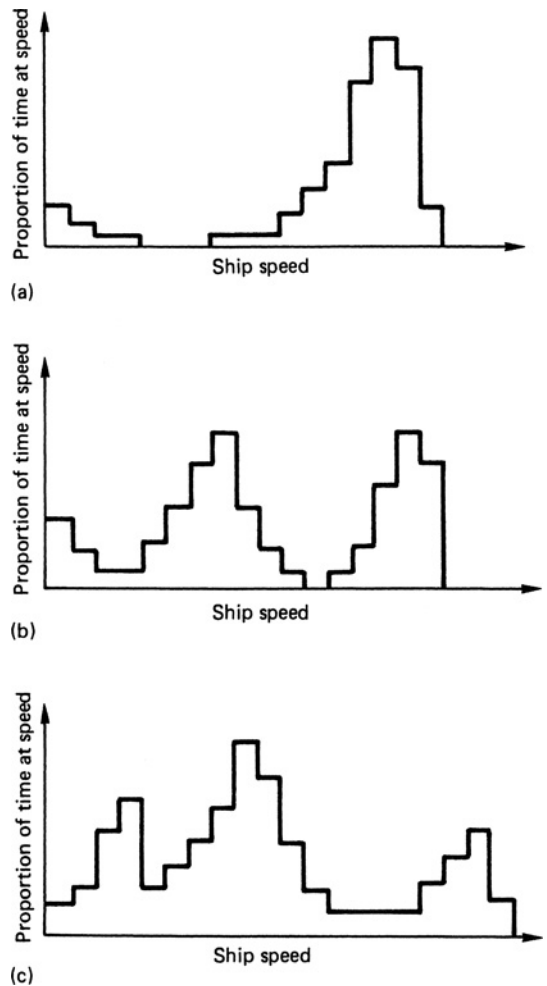 Proportion of time at speed
Ship speed
(a)
Proportion of time at speed
Ship speed
(b)
Proportion of time at speed
Ship speed
(c)